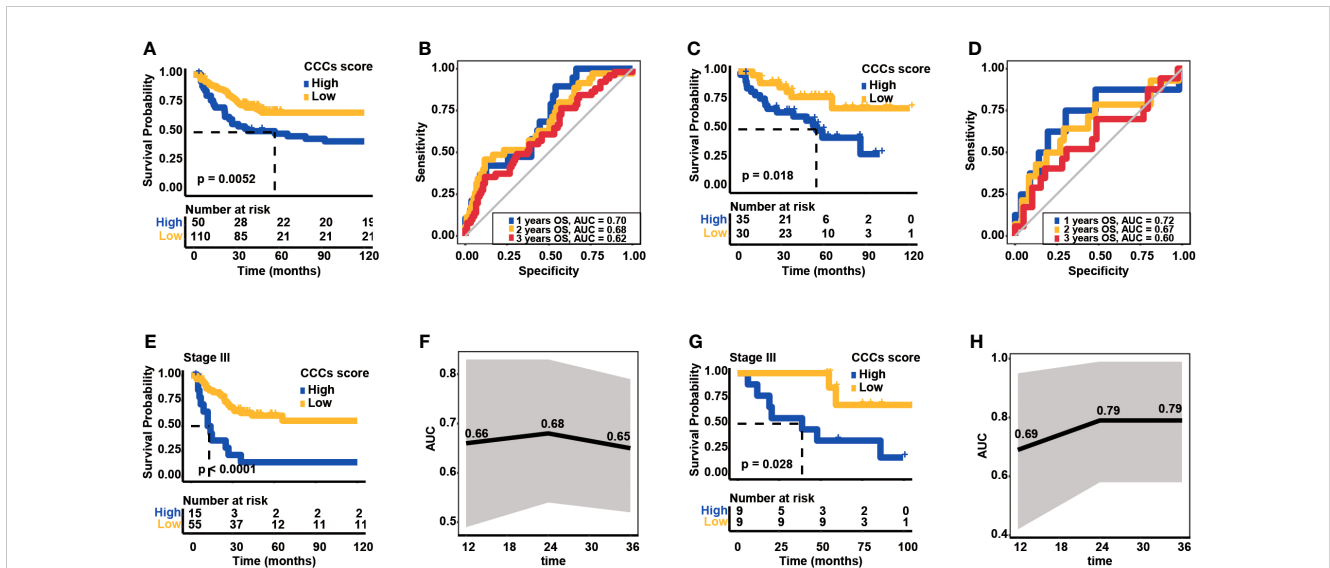 A
CCCs score
High
Low
Survival Probability
1.00
0.75
0.50
0.25
0.00
p = 0.0052
Number at risk
High 50 28 22 20 19
Low 110 85 21 21 21
0 30 60 90 120
Time (months)
B
Sensitivity
1.00
0.75
0.50
0.25
0.00
1 years OS, AUC = 0.70
2 years OS, AUC = 0.68
3 years OS, AUC = 0.62
0.00 0.25 0.50 0.75 1.00
Specificity
C
CCCs score
High
Low
Survival Probability
1.00
0.75
0.50
0.25
0.00
p = 0.018
Number at risk
High 35 21 6 2 0
Low 30 23 10 3 1
0 30 60 90 120
Time (months)
D
Sensitivity
1.00
0.75
0.50
0.25
0.00
1 years OS, AUC = 0.72
2 years OS, AUC = 0.67
3 years OS, AUC = 0.60
0.00 0.25 0.50 0.75 1.00
Specificity
E
Stage III
CCCs score
High
Low
Survival Probability
1.00
0.75
0.50
0.25
0.00
p < 0.0001
Number at risk
High 15 3 2 2 2
Low 55 37 12 11 11
0 30 60 90 120
Time (months)
F
AUC
0.8
0.7
0.6
0.5
0.66 0.68 0.65
12 18 24 30 36
time
G
Stage III
CCCs score
High
Low
Survival Probability
1.00
0.75
0.50
0.25
0.00
p = 0.028
Number at risk
High 9 5 3 2 0
Low 9 9 9 3 1
0 25 50 75 100
Time (months)
H
AUC
1.0
0.8
0.6
0.4
0.69 0.79 0.79
12 18 24 30 36
time